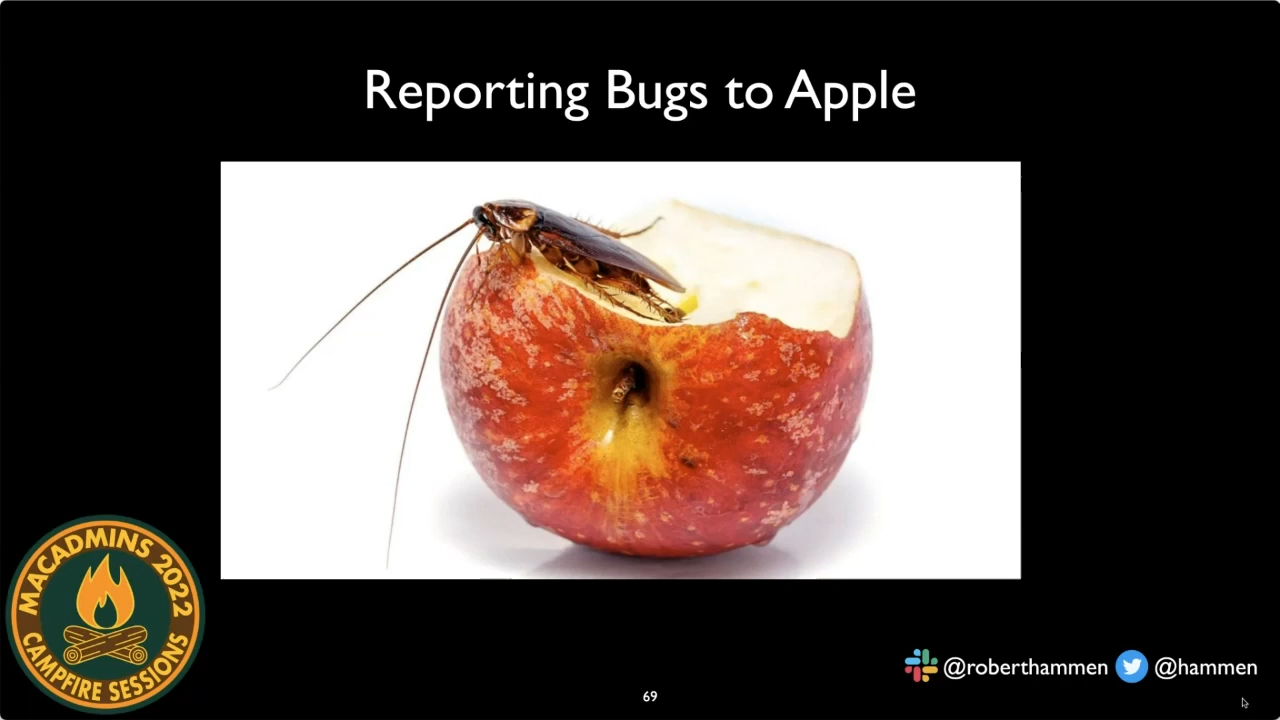 Reporting Bugs to Apple
MACADMINS 2022
CAMPFIRE SESSIONS
@roberthammen @hammen
69